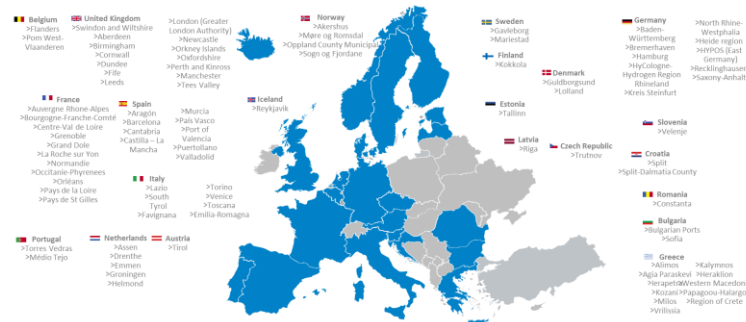 Belgium
>Flanders
>Pom West-
Vlaanderen
United Kingdom
>Swindon and Wiltshire
>Aberdeen
>Birmingham
>Cornwall
>Dundee
>Fife
>Leeds
>London (Greater
London Authority)
>Newcastle
>Orkney Islands
>Oxfordshire
>Perth and Kinross
>Manchester
>Tees Valley
Norway
>Akershus
>Møre og Romsdal
>Oppland County Municipal
>Sogn og Fjordane
Sweden
>Gavleborg
>Mariestad
Finland
>Kokkola
Denmark
>Guldborgsund
>Lolland
Germany
>Baden-
Württemberg
>Bremerhaven
>Hamburg
>HyCologne-
Hydrogen Region
Rhineland
>Kreis Steinfurt
>North Rhine-
Westphalia
>Heide region
>HYPOS (East
Germany)
>Recklinghausen
>Saxony-Anhalt
France
>Auvergne Rhone-Alpes
>Bourgogne-Franche-Comté
>Centre-Val de Loire
>Grenoble
>Grand Dole
>La Roche sur Yon
>Normandie
>Occitanie-Phyrenees
>Orléans
>Pays de la Loire
>Pays de St Gilles
Spain
>Aragón
>Barcelona
>Cantabria
>Castilla – La
Mancha
>Murcia
>Pais Vasco
>Port of
Valencia
>Puertollano
>Valladolid
Iceland
>Reykjavik
Estonia
>Tallinn
Latvia
>Riga
Czech Republic
>Trutnov
Slovenia
>Velenje
Croatia
>Split
>Split-Dalmatia County
Italy
>Lazio
>South
Tyrol
>Favignana
>Torino
>Venice
>Toscana
>Emilia-Romagna
Romania
>Constanta
Bulgaria
>Bulgarian Ports
>Sofia
Portugal
>Torres Vedras
>Médio Tejo
Netherlands
>Assen
>Drenthe
>Emmen
>Groningen
>Helmond
Austria
>Tirol
Greece
>Alimos
>Agia Paraskevi
>Ierapetra
>Kozani
>Milos
>Vrilissia
>Kalymnos
>Heraklion
>Western Macedoni
>Papagoou-Halargo
>Region of Crete